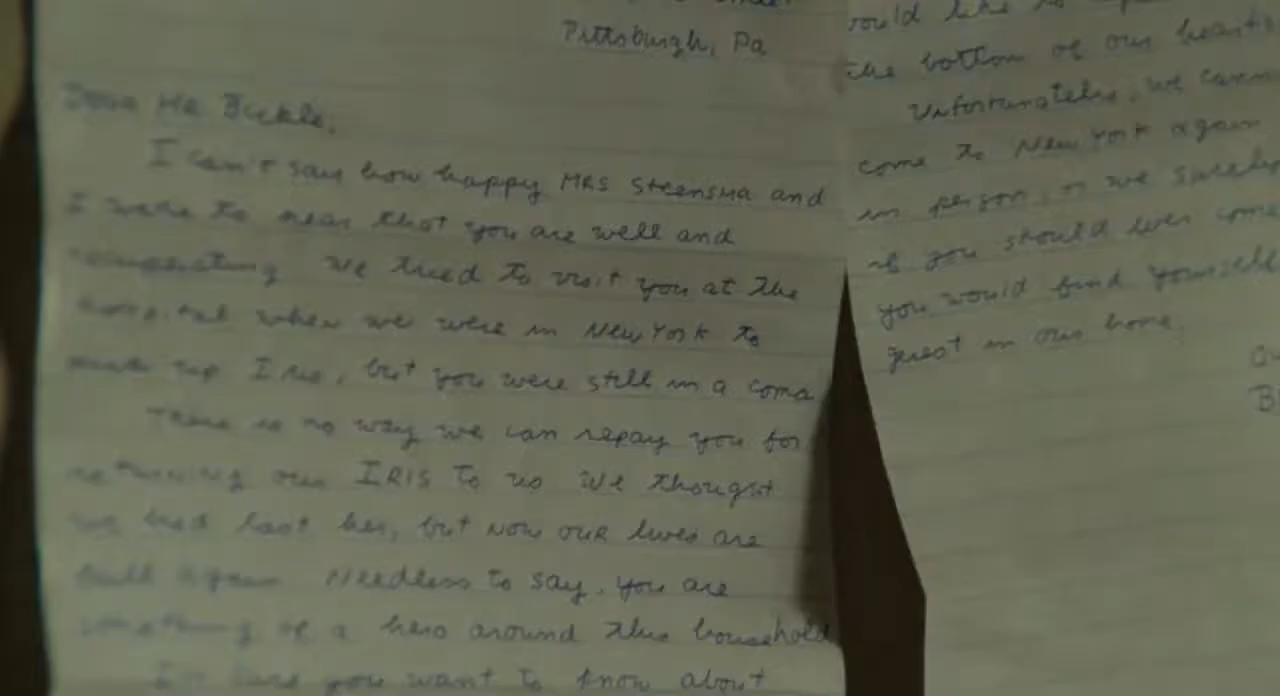 Pittsburgh, Pa
Dear Mr Bickle,
I can't say how happy MRS Steensma and
I were to hear that you are well and
recuperating We tried to visit you at the
hospital when we were in New York to
pick up Iris, but you were still in a coma
There is no way we can repay you for
returning our IRIS to us We thought
we had lost her, but now OUR lives are
full again Needless to say, you are
something of a hero around this household
I'm sure you want to know about
would like to
the bottom of our hearts
Unfortunately, we
come to New York again
in person, or we surely
if you should ever come
you would find yourself
guest in our home.